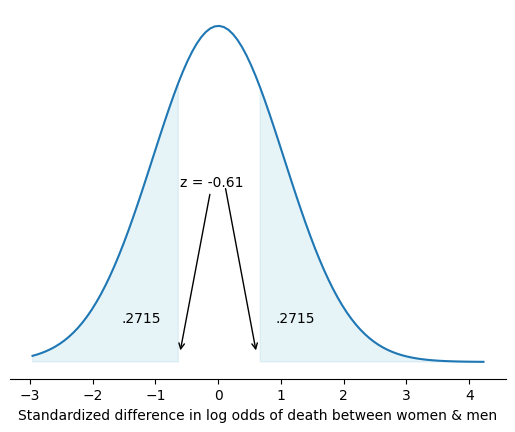 z = -0.61
.2715 .2715
−3 −2 −1 0 1 2 3 4
Standardized difference in log odds of death between women & men